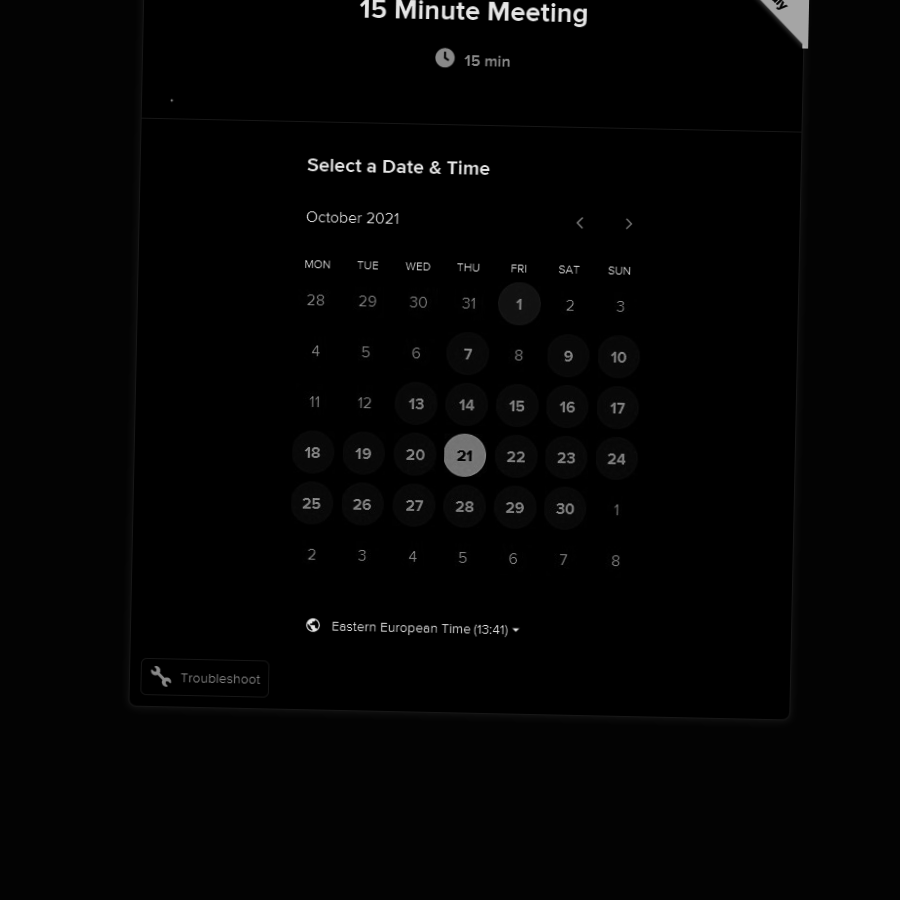 15 Minute Meeting
15 min
Select a Date & Time
October 2021
MON TUE WED THU FRI SAT SUN
28 29 30 31 1 2 3
4 5 6 7 8 9 10
11 12 13 14 15 16 17
18 19 20 21 22 23 24
25 26 27 28 29 30 1
2 3 4 5 6 7 8
Eastern European Time (13:41)
Troubleshoot